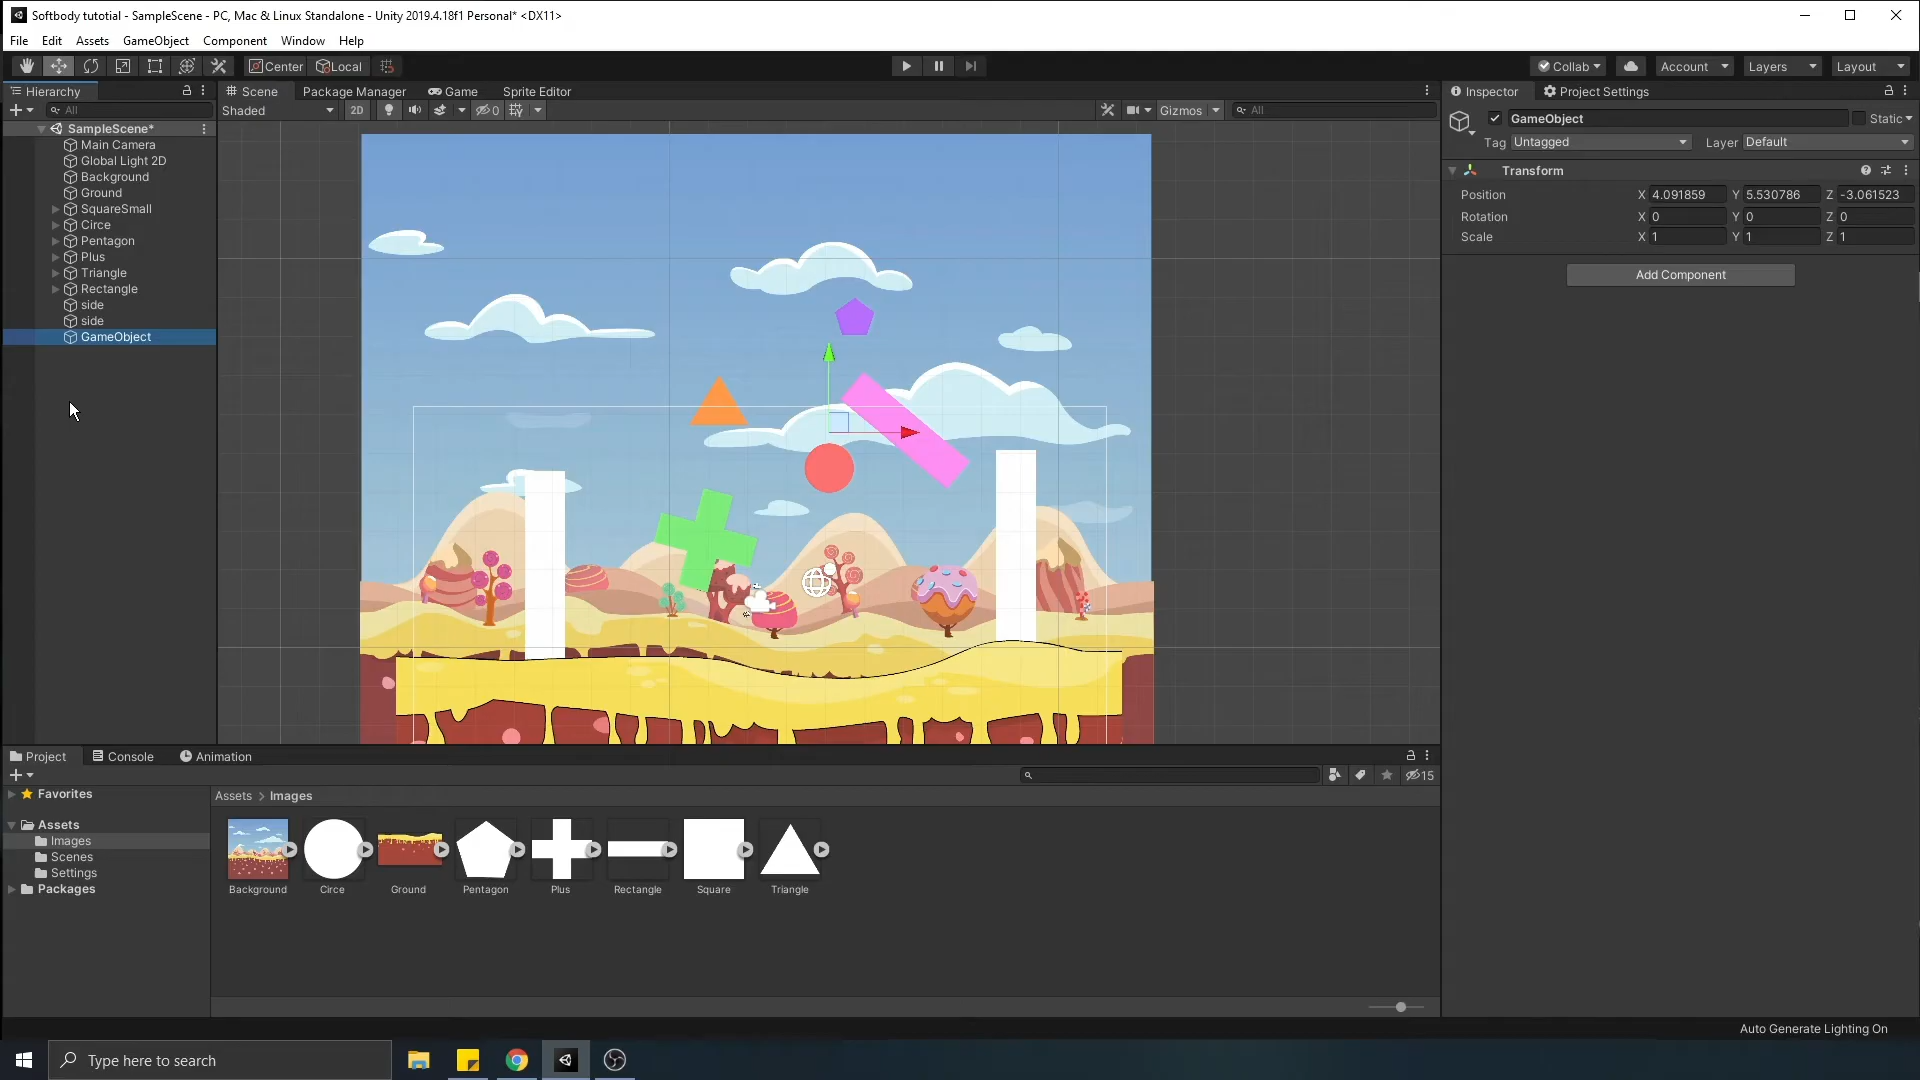 Softbody tutotial - SampleScene - PC, Mac & Linux Standalone - Unity 2019.4.18f1 Personal* <DX11>
File Edit Assets GameObject Component Window Help
Center Local Collab Account Layers Layout
Hierarchy Scene Package Manager Game Sprite Editor Inspector Project Settings
All Shaded 2D 0 Gizmos All
GameObject Static
Tag Untagged Layer Default
SampleScene*
Main Camera
Global Light 2D
Background
Ground
SquareSmall
Circe
Pentagon
Plus
Triangle
Rectangle
side
side
GameObject
Transform
Position X 4.091859 Y 5.530786 Z -3.061523
Rotation X 0 Y 0 Z 0
Scale X 1 Y 1 Z 1
Add Component
Project Console Animation
15
Favorites
Assets
Images
Scenes
Settings
Packages
Assets > Images
Background Circe Ground Pentagon Plus Rectangle Square Triangle
Auto Generate Lighting On
Type here to search